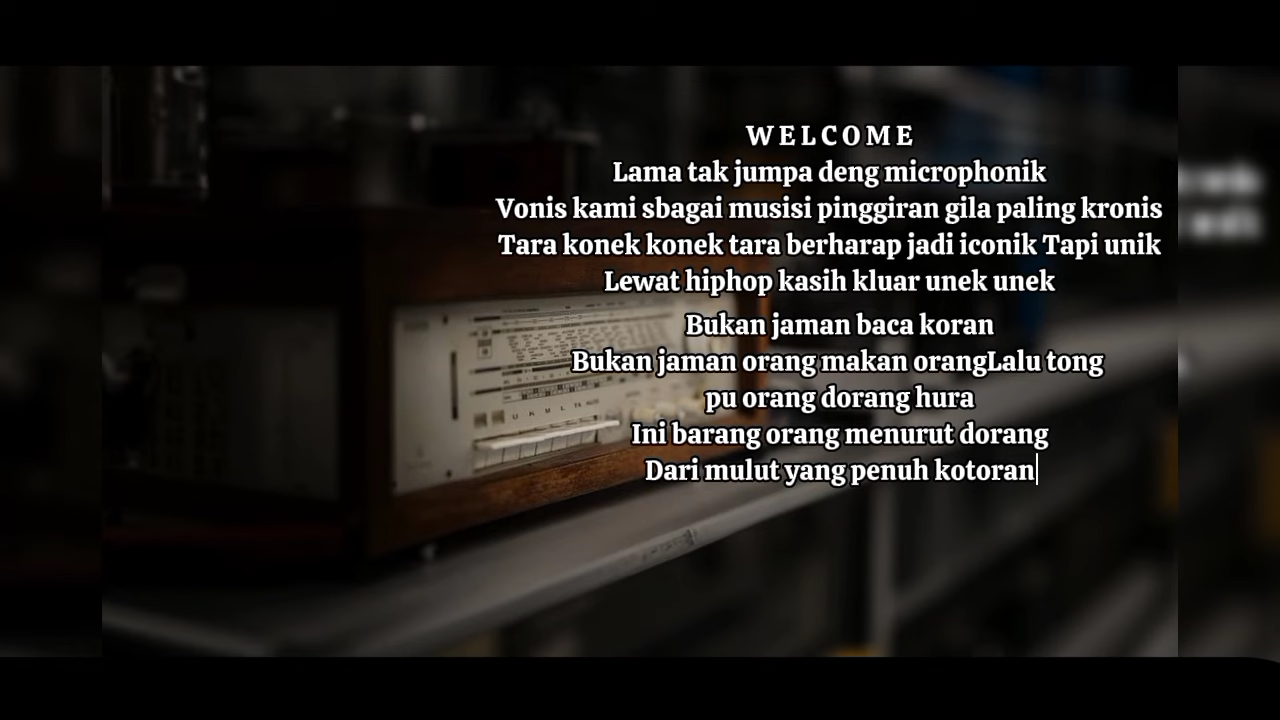 WELCOME
Lama tak jumpa deng microphonik
Vonis kami sbagai musisi pinggiran gila paling kronis
Tara konek konek tara berharap jadi iconik Tapi unik
Lewat hiphop kasih kluar unek unek
Bukan jaman baca koran
Bukan jaman orang makan orangLalu tong
pu orang dorang hura
Ini barang orang menurut dorang
Dari mulut yang penuh kotoran